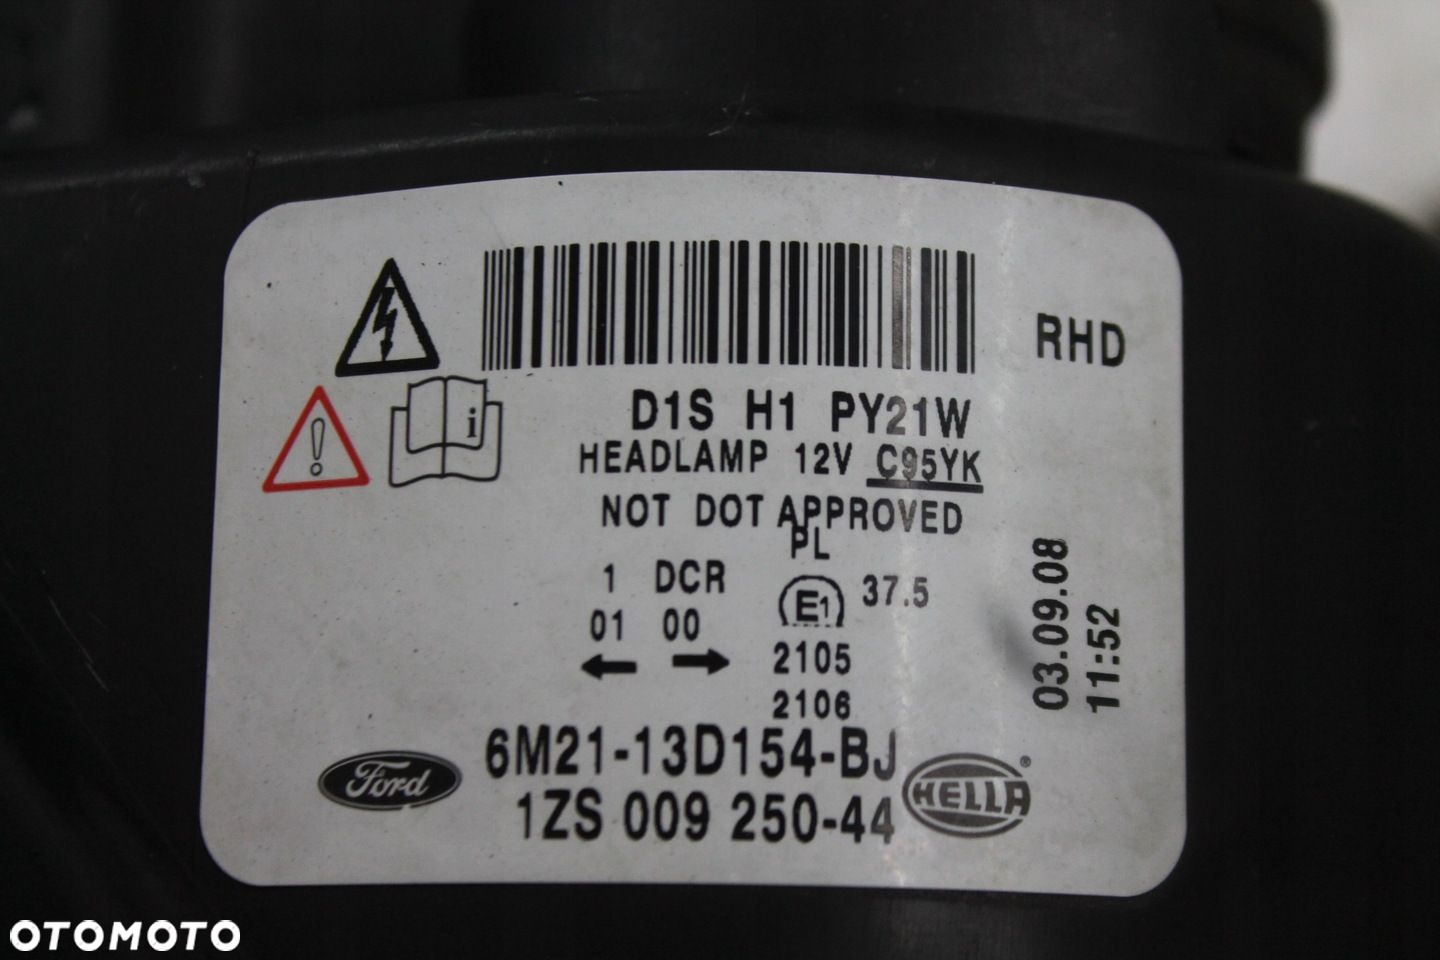 RHD
D1S H1 PY21W
HEADLAMP 12V C95YK
NOT DOT APPROVED
PL
1 DCR E1 37.5
01 00
2105
2106
03.09.08
11:52
6M21-13D154-BJ
Ford
1ZS 009 250-44
HELLA®
i
OTOMOTO